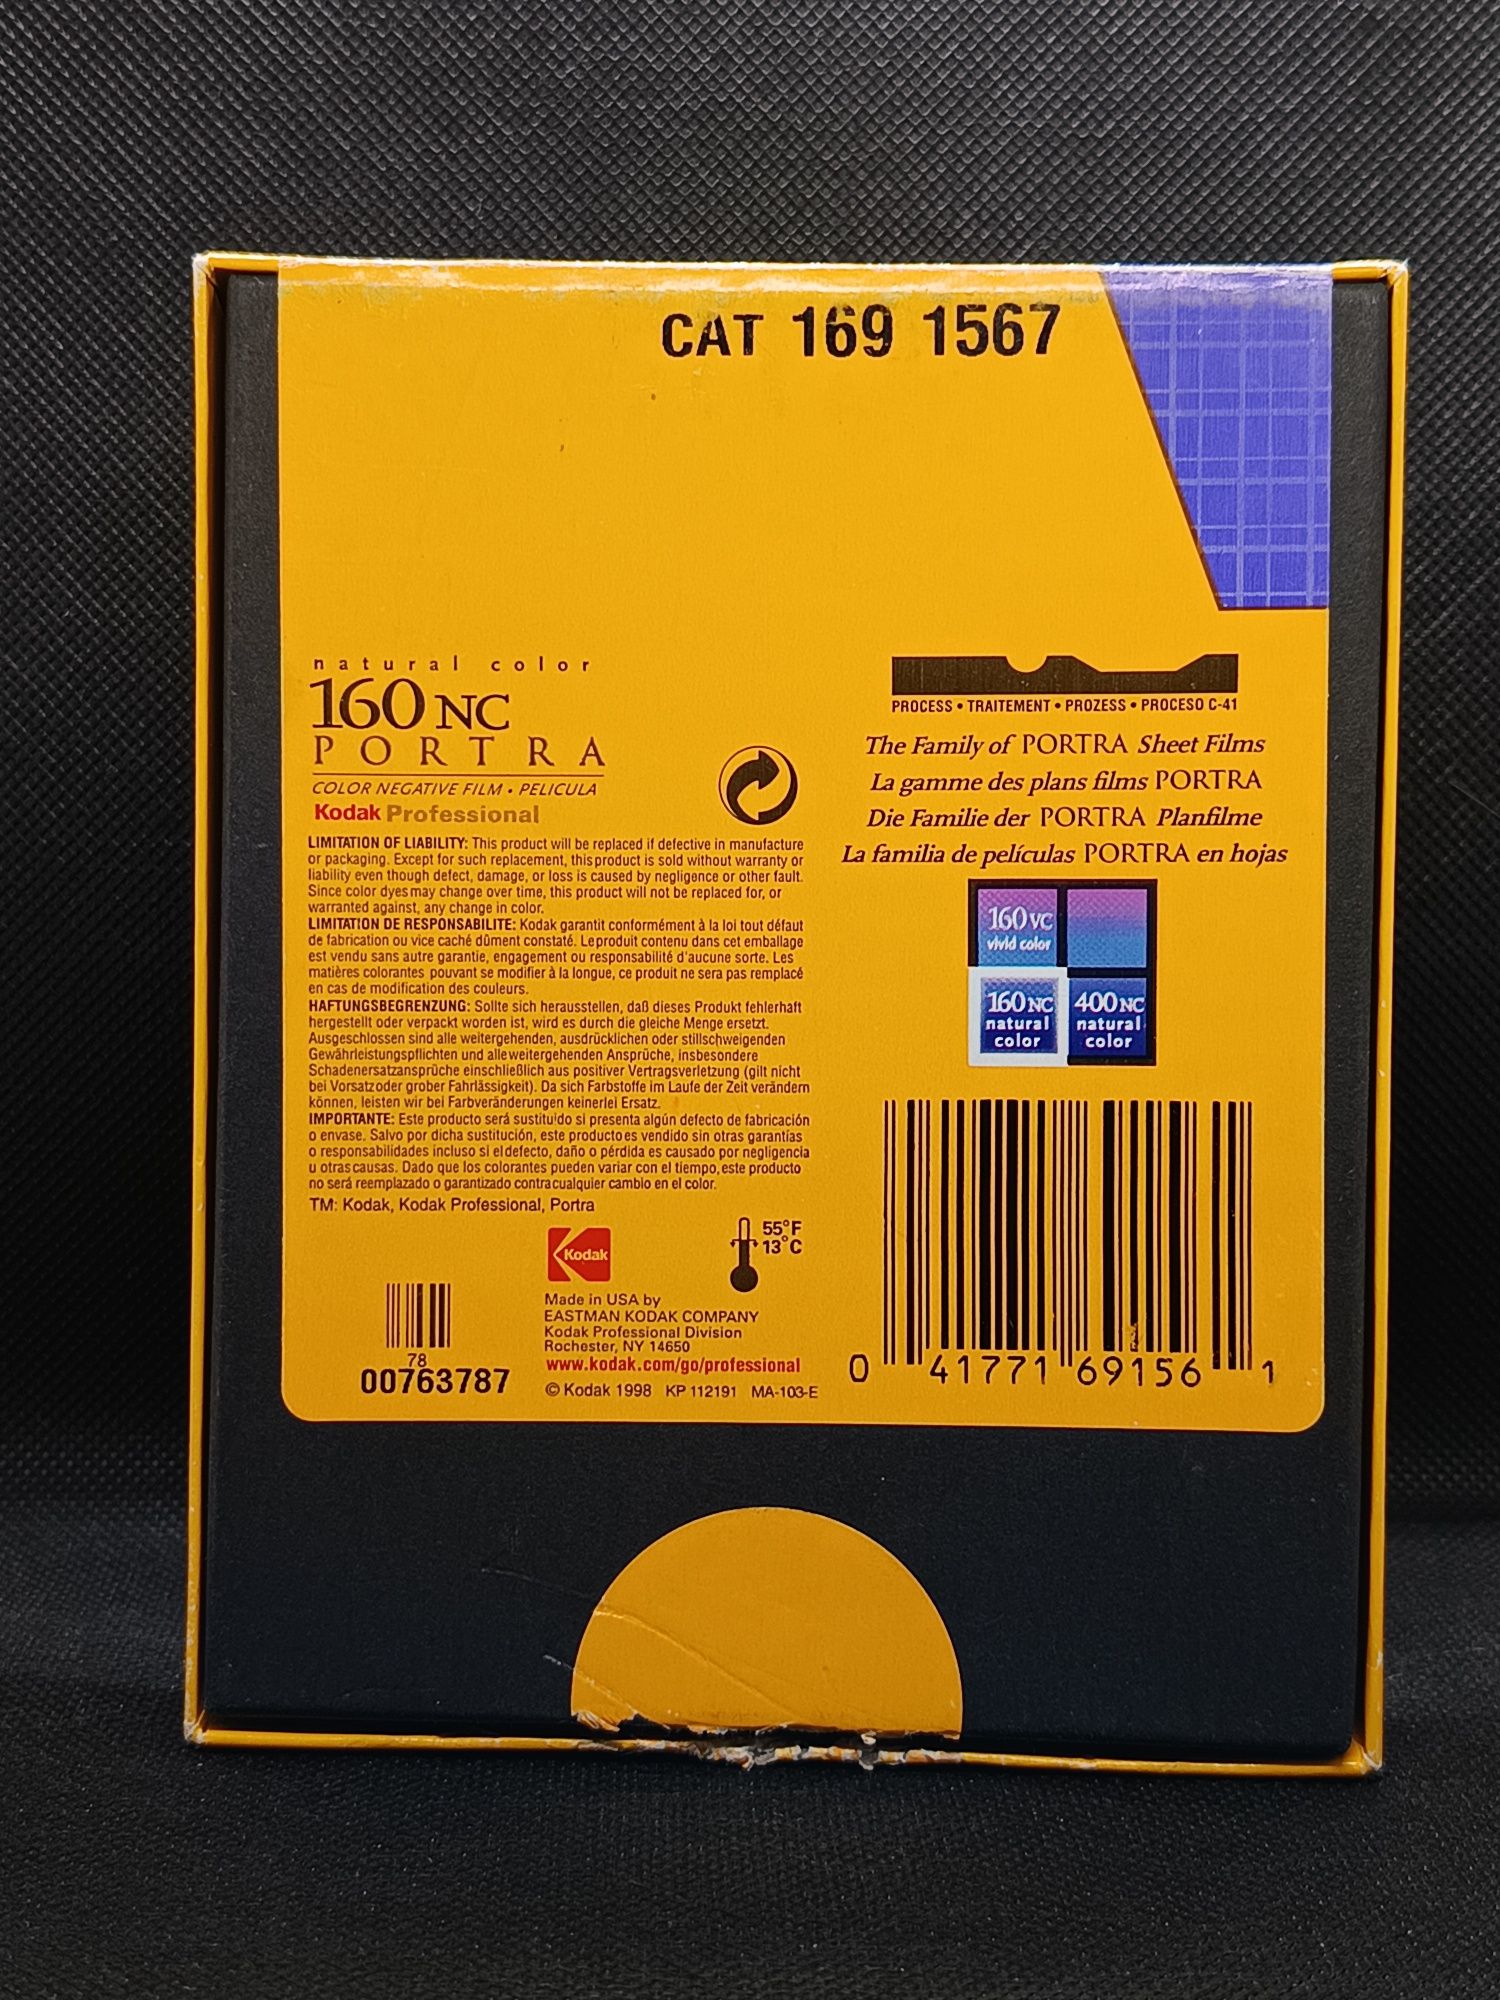 CAT 169 1567
natural color
160 NC
PORTRA
COLOR NEGATIVE FILM • PELICULA
Kodak Professional
LIMITATION OF LIABILITY: This product will be replaced if defective in manufacture
or packaging. Except for such replacement, this product is sold without warranty or
liability even though defect, damage, or loss is caused by negligence or other fault.
Since color dyes may change over time, this product will not be replaced for, or
warranted against, any change in color.
LIMITATION DE RESPONSABILITE: Kodak garantit conformément à la loi tout défaut
de fabrication ou vice caché dûment constaté. Le produit contenu dans cet emballage
est vendu sans autre garantie, engagement ou responsabilité d'aucune sorte. Les
matières colorantes pouvant se modifier à la longue, ce produit ne sera pas remplacé
en cas de modification des couleurs.
HAFTUNGSBEGRENZUNG: Sollte sich herausstellen, daß dieses Produkt fehlerhaft
hergestellt oder verpackt worden ist, wird es durch die gleiche Menge ersetzt.
Ausgeschlossen sind alle weitergehenden, ausdrücklichen oder stillschweigenden
Gewährleistungspflichten und alle weitergehenden Ansprüche, insbesondere
Schadenersatzansprüche einschließlich aus positiver Vertragsverletzung (gilt nicht
bei Vorsatz oder grober Fahrlässigkeit). Da sich Farbstoffe im Laufe der Zeit verändern
können, leisten wir bei Farbveränderungen keinerlei Ersatz.
IMPORTANTE: Este producto será sustituido si presenta algún defecto de fabricación
o envase. Salvo por dicha sustitución, este producto es vendido sin otras garantías
o responsabilidades incluso si el defecto, daño o pérdida es causado por negligencia
u otras causas. Dado que los colorantes pueden variar con el tiempo, este producto
no será reemplazado o garantizado contra cualquier cambio en el color.
TM: Kodak, Kodak Professional, Portra
Kodak
55°F
13°C
Made in USA by
EASTMAN KODAK COMPANY
Kodak Professional Division
Rochester, NY 14650
www.kodak.com/go/professional
© Kodak 1998 KP 112191 MA-103-E
78
00763787
PROCESS • TRAITEMENT • PROZESS • PROCESO C-41
The Family of PORTRA Sheet Films
La gamme des plans films PORTRA
Die Familie der PORTRA Planfilme
La familia de películas PORTRA en hojas
160 VC
vivid color
160 NC
natural
color
400 NC
natural
color
0 41771 69156 1